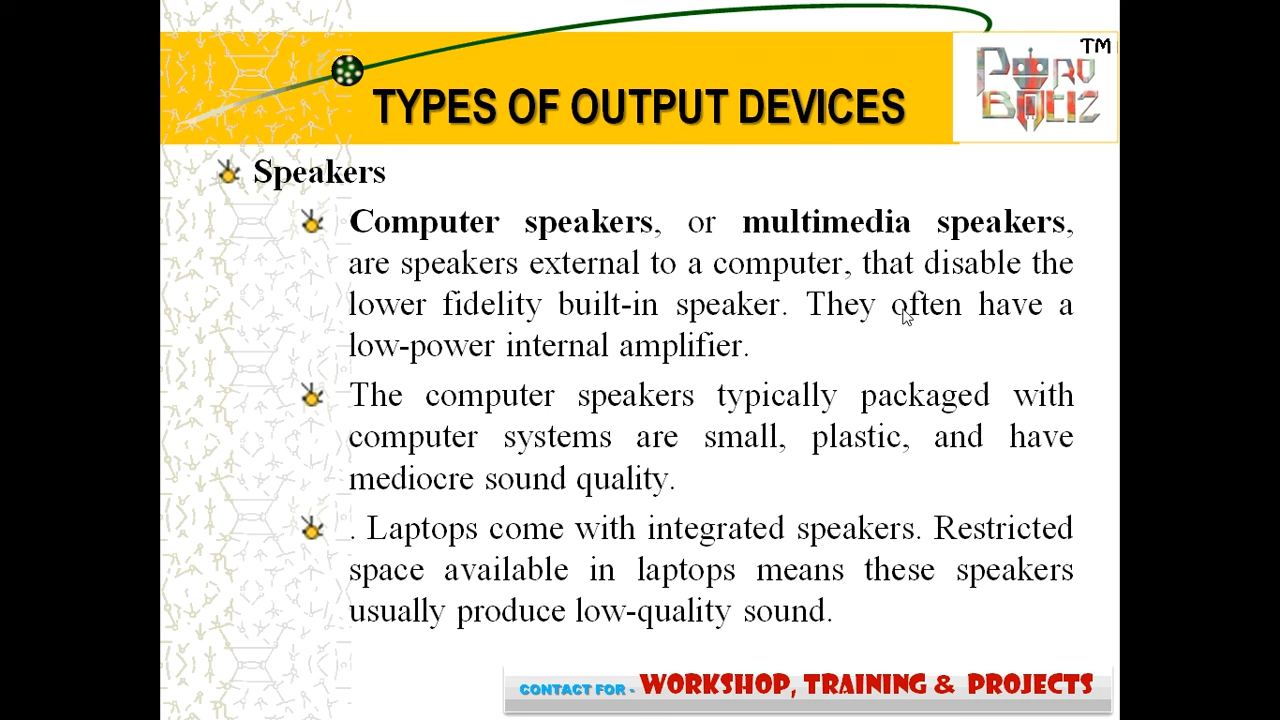 TM
PORO
BOTIZ
TYPES OF OUTPUT DEVICES
Speakers
Computer speakers, or multimedia speakers,
are speakers external to a computer, that disable the
lower fidelity built-in speaker. They often have a
low-power internal amplifier.
The computer speakers typically packaged with
computer systems are small, plastic, and have
mediocre sound quality.
. Laptops come with integrated speakers. Restricted
space available in laptops means these speakers
usually produce low-quality sound.
CONTACT FOR - WORKSHOP, TRAINING & PROJECTS